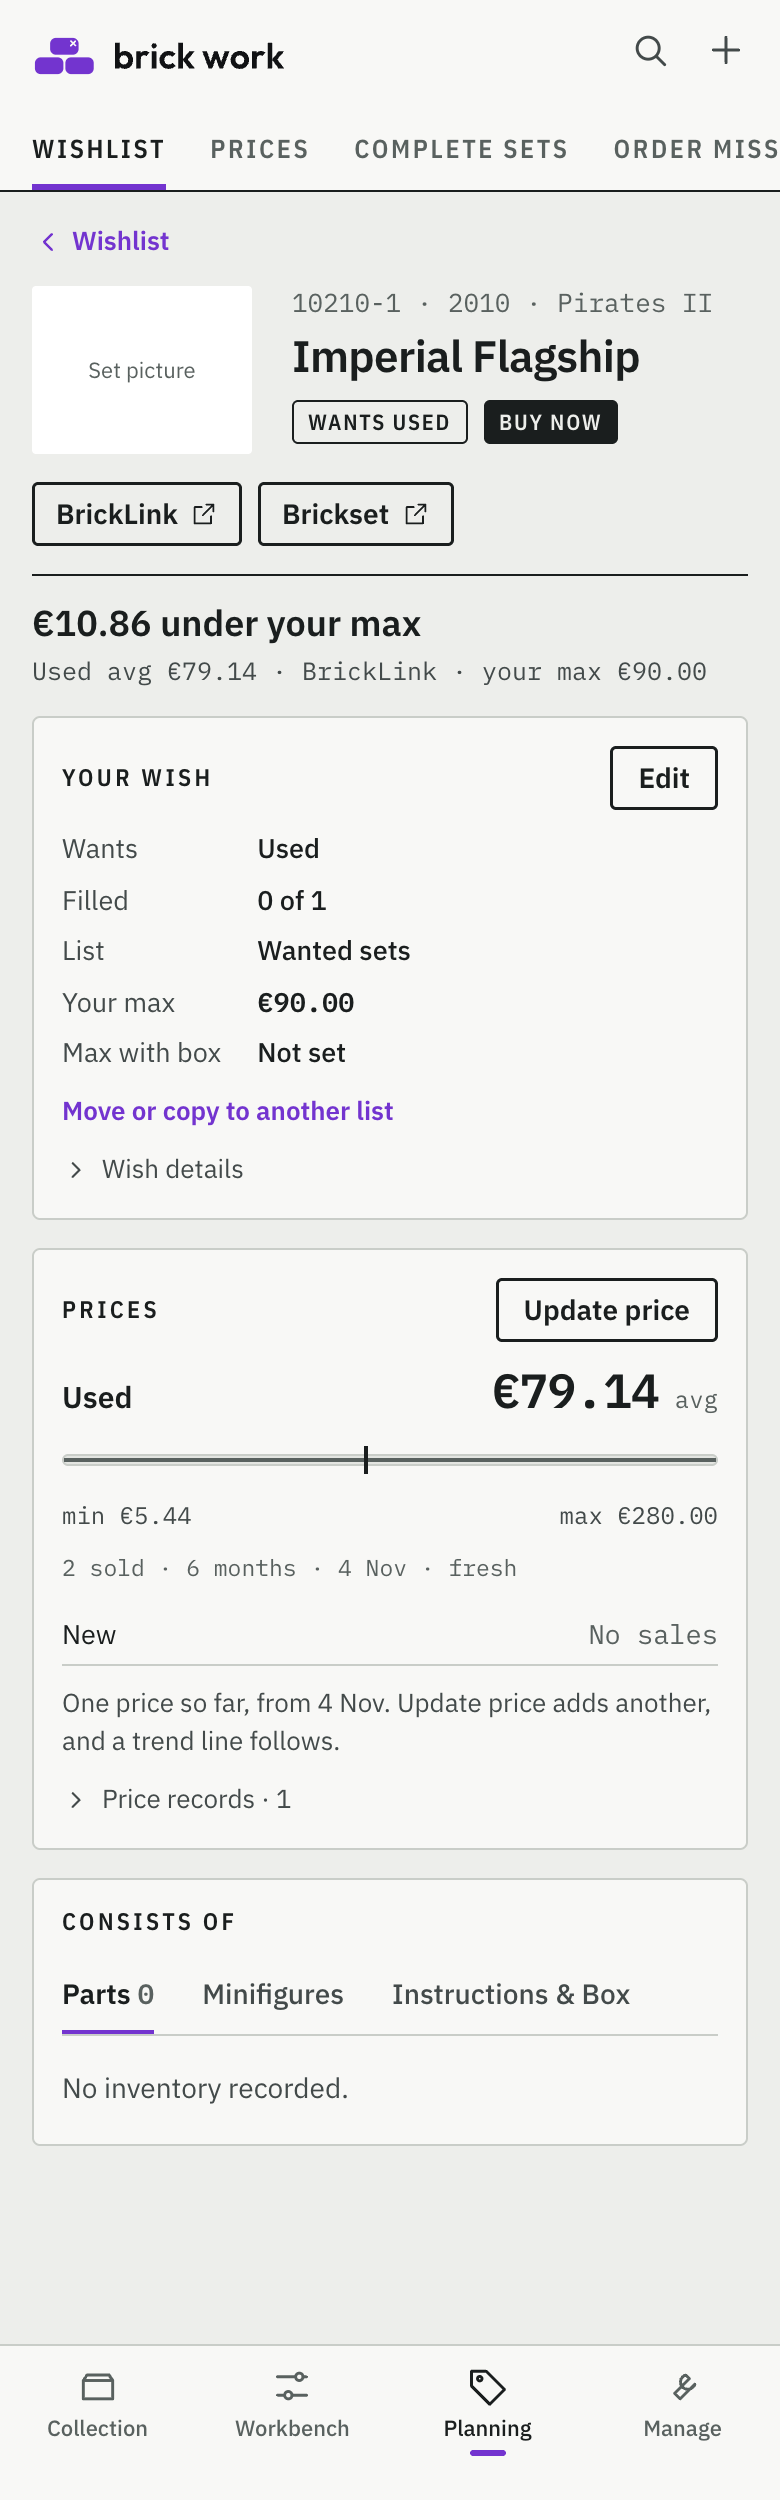 brick work
WISHLIST PRICES COMPLETE SETS ORDER MISS
Wishlist
Set picture
10210-1 · 2010 · Pirates II
Imperial Flagship
WANTS USED BUY NOW
BrickLink Brickset
€10.86 under your max
Used avg €79.14 · BrickLink · your max €90.00
YOUR WISH Edit
Wants Used
Filled 0 of 1
List Wanted sets
Your max €90.00
Max with box Not set
Move or copy to another list
Wish details
PRICES Update price
Used €79.14 avg
min €5.44 max €280.00
2 sold · 6 months · 4 Nov · fresh
New No sales
One price so far, from 4 Nov. Update price adds another,
and a trend line follows.
Price records · 1
CONSISTS OF
Parts 0 Minifigures Instructions & Box
No inventory recorded.
Collection Workbench Planning Manage